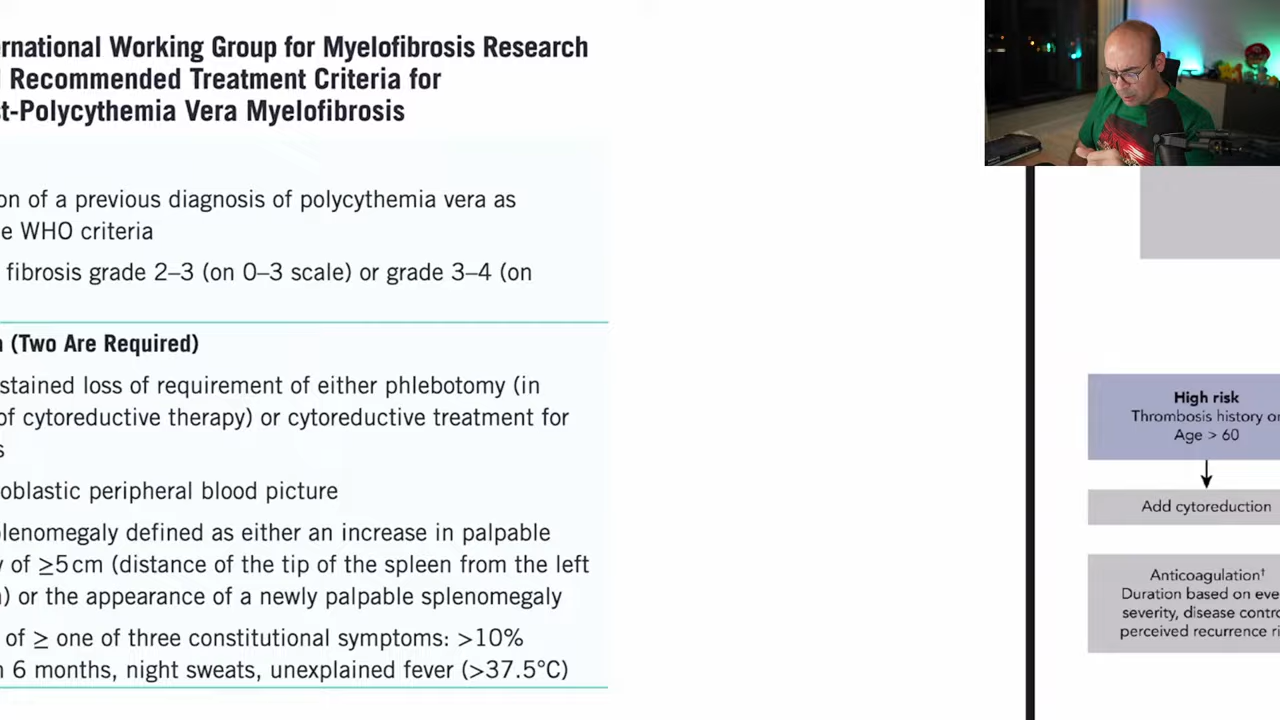 ernational Working Group for Myelofibrosis Research
Recommended Treatment Criteria for
t-Polycythemia Vera Myelofibrosis
on of a previous diagnosis of polycythemia vera as
e WHO criteria
fibrosis grade 2–3 (on 0–3 scale) or grade 3–4 (on
(Two Are Required)
stained loss of requirement of either phlebotomy (in
of cytoreductive therapy) or cytoreductive treatment for
s
oblastic peripheral blood picture
plenomegaly defined as either an increase in palpable
y of ≥5 cm (distance of the tip of the spleen from the left
) or the appearance of a newly palpable splenomegaly
of ≥ one of three constitutional symptoms: >10%
n 6 months, night sweats, unexplained fever (>37.5°C)
High risk
Thrombosis history or
Age > 60
Add cytoreduction
Anticoagulation†
Duration based on eve
severity, disease contro
perceived recurrence ri